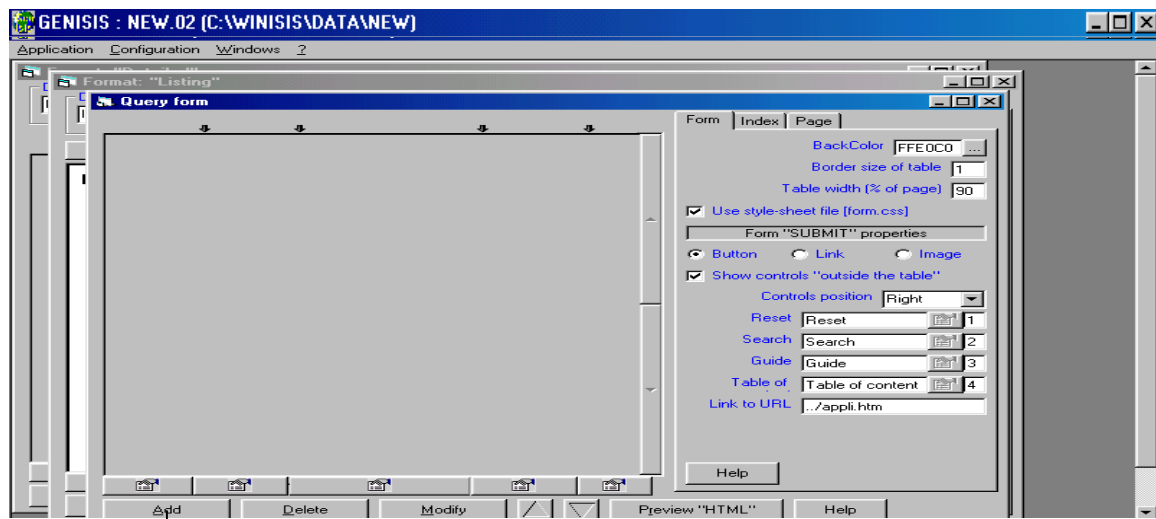 GENISIS : NEW.02 (C:\WINISIS\DATA\NEW)
Application Configuration Windows ?
Format: "Listing"
Query form
Form Index Page
BackColor FFE0C0 ...
Border size of table 1
Table width (% of page) 90
Use style-sheet file [form.css]
Form "SUBMIT" properties
Button Link Image
Show controls "outside the table"
Controls position Right
Reset Reset 1
Search Search 2
Guide Guide 3
Table of Table of content 4
Link to URL ../appli.htm
Help
Add Delete Modify Preview "HTML" Help